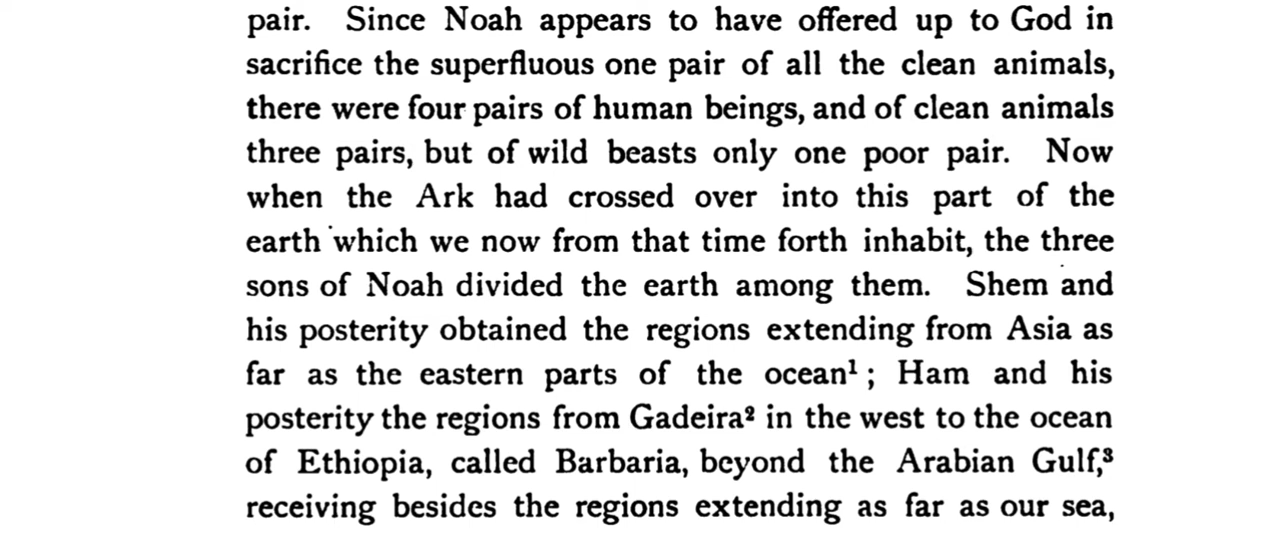 pair. Since Noah appears to have offered up to God in
sacrifice the superfluous one pair of all the clean animals,
there were four pairs of human beings, and of clean animals
three pairs, but of wild beasts only one poor pair. Now
when the Ark had crossed over into this part of the
earth which we now from that time forth inhabit, the three
sons of Noah divided the earth among them. Shem and
his posterity obtained the regions extending from Asia as
far as the eastern parts of the ocean¹; Ham and his
posterity the regions from Gadeira² in the west to the ocean
of Ethiopia, called Barbaria, beyond the Arabian Gulf,³
receiving besides the regions extending as far as our sea,